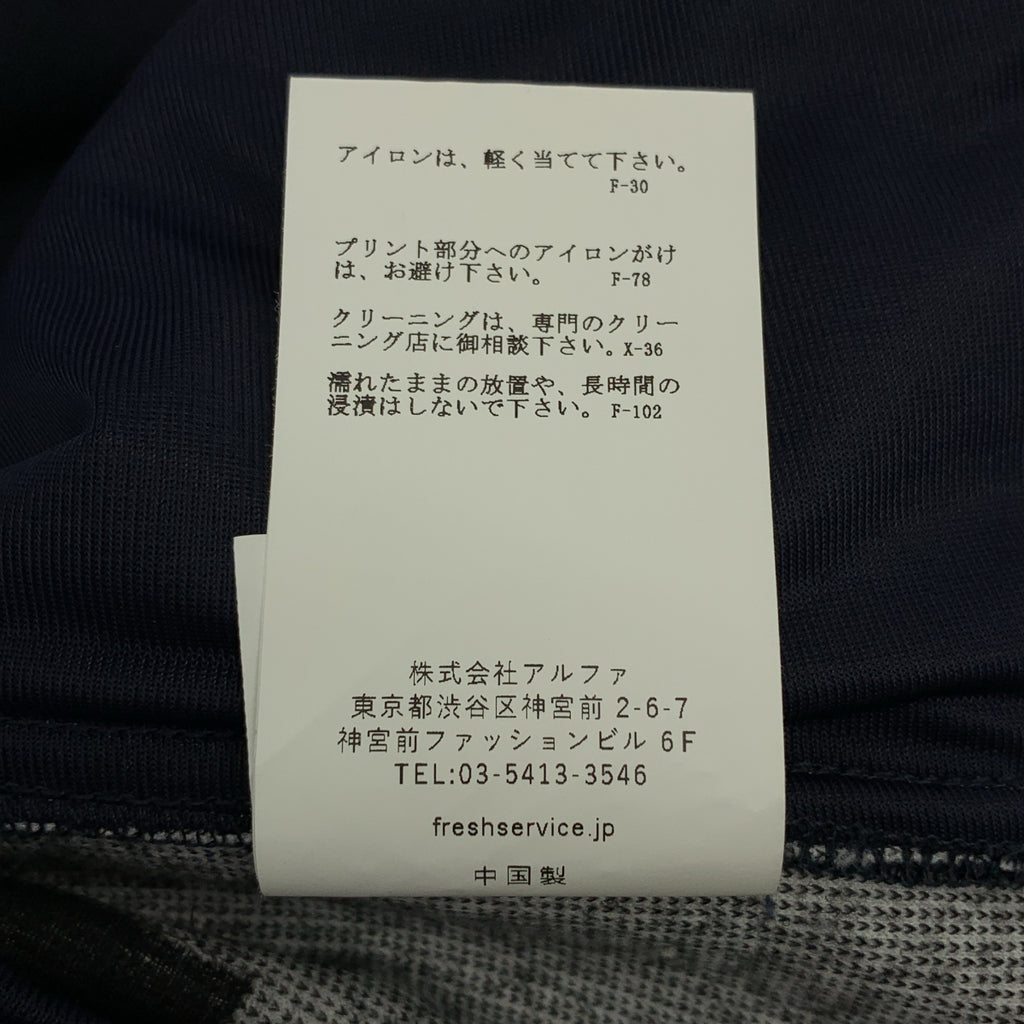 アイロンは、軽く当てて下さい。
F-30
プリント部分へのアイロンがけ
は、お避け下さい。 F-78
クリーニングは、専門のクリー
ニング店に御相談下さい。X-36
濡れたままの放置や、長時間の
浸漬はしないで下さい。 F-102
株式会社アルファ
東京都渋谷区神宮前 2-6-7
神宮前ファッションビル 6F
TEL:03-5413-3546
freshservice.jp
中国製